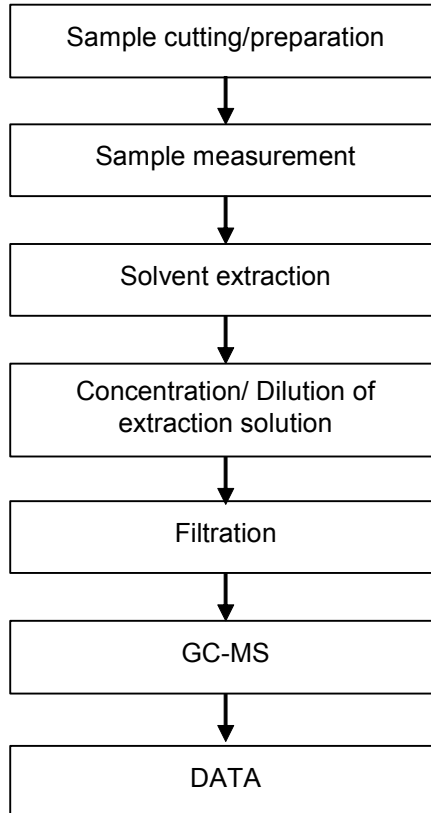 Sample cutting/preparation
Sample measurement
Solvent extraction
Concentration/ Dilution of
extraction solution
Filtration
GC-MS
DATA